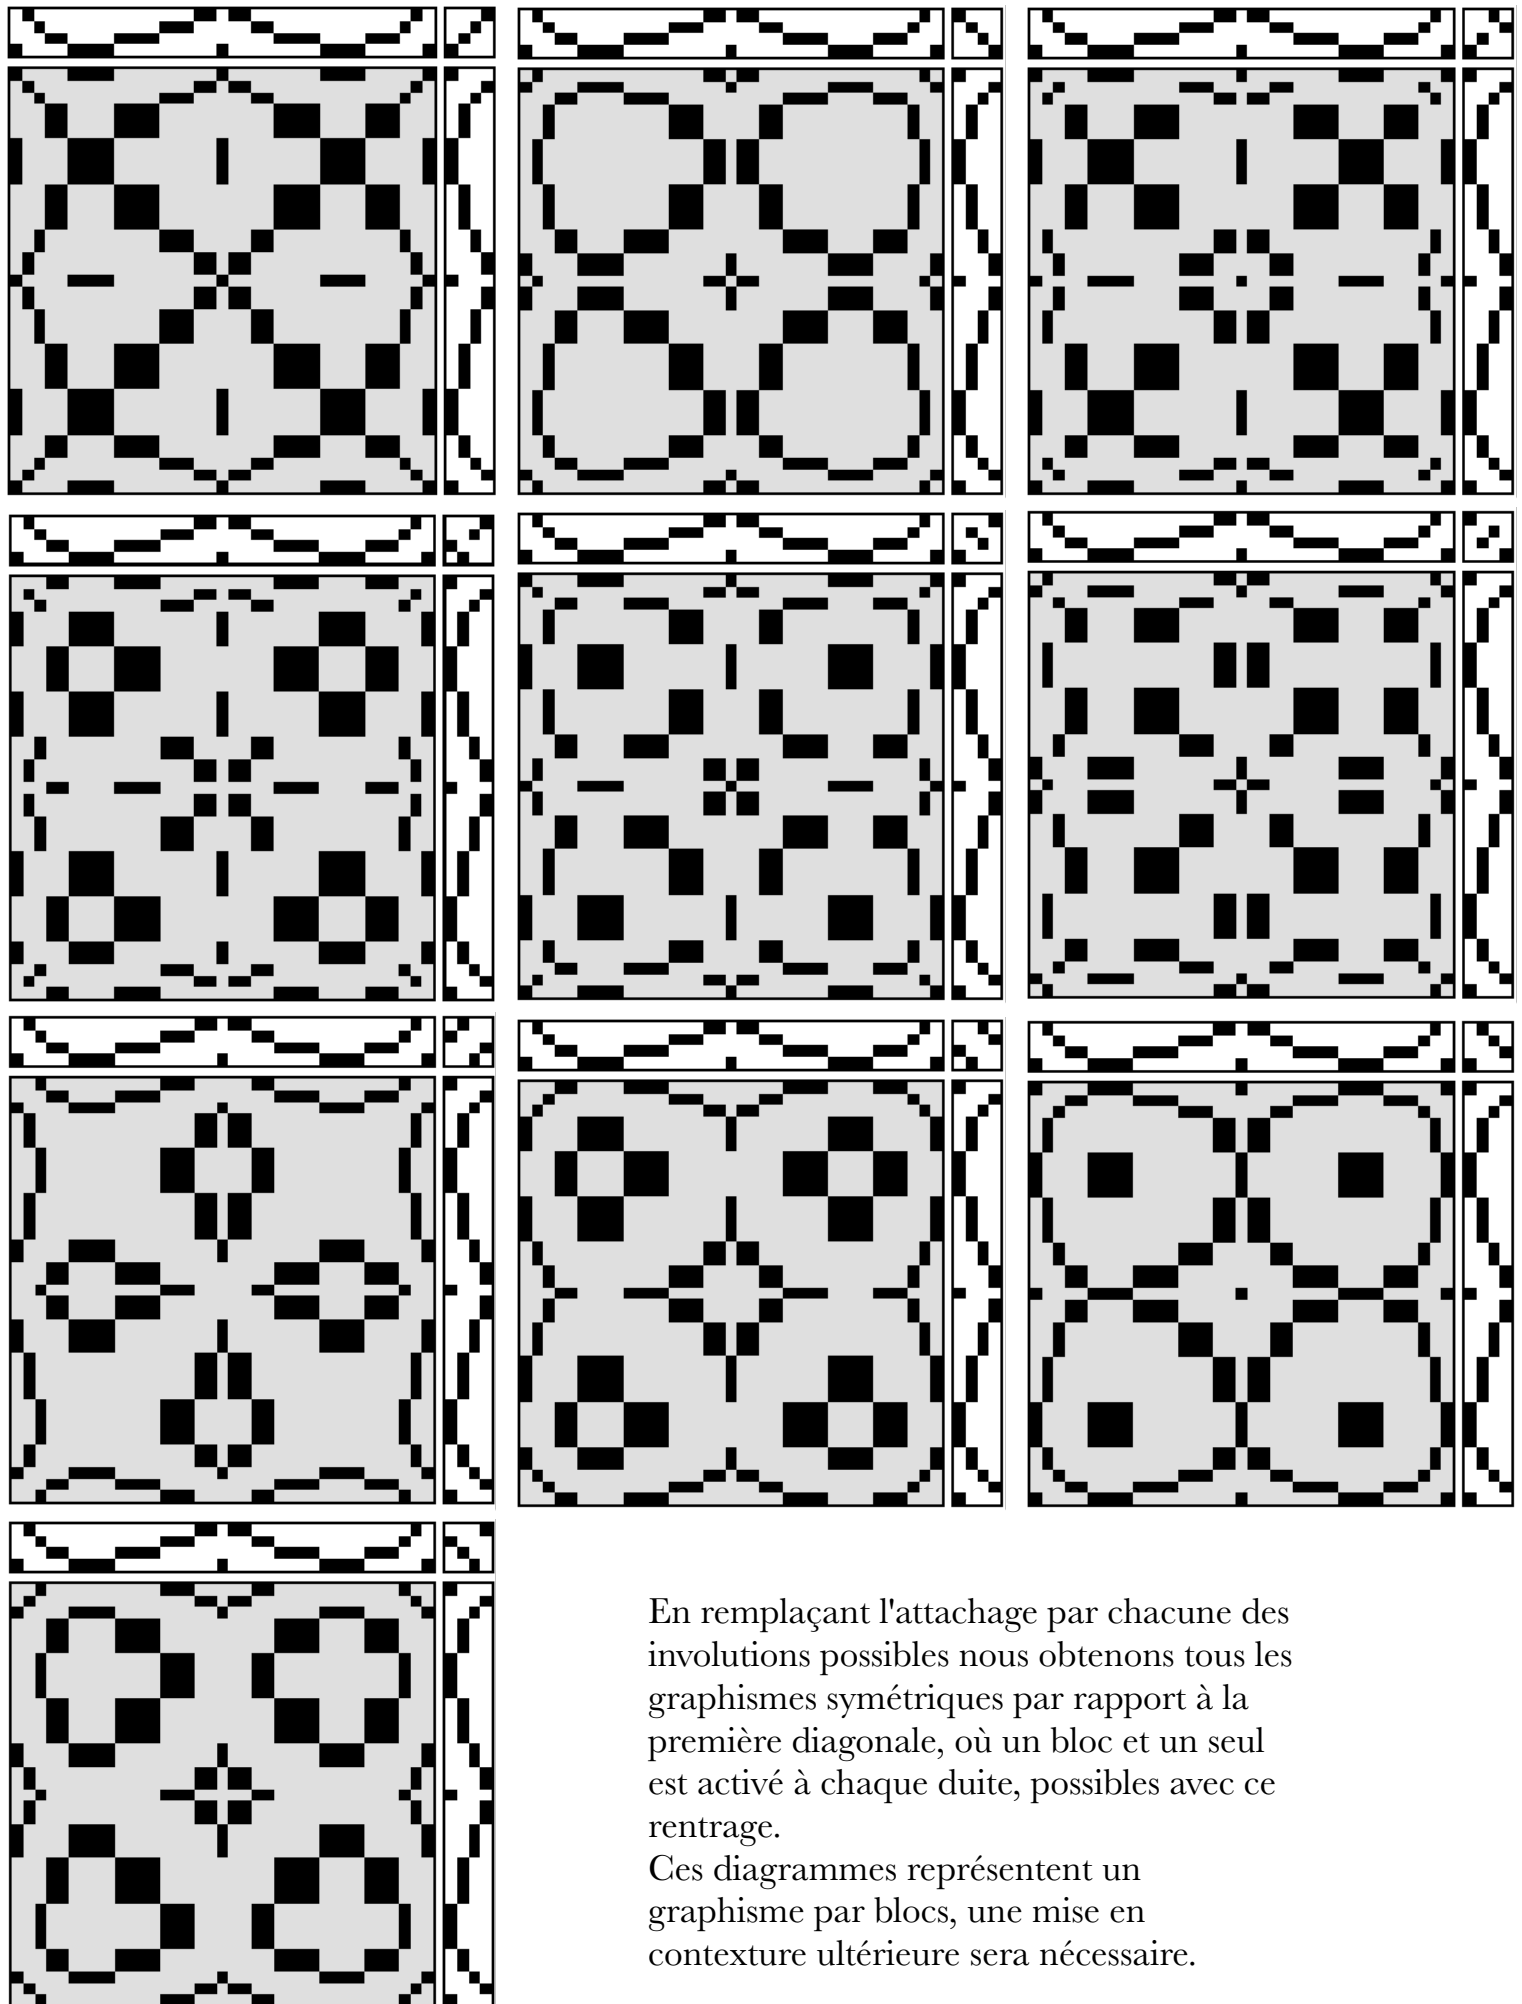 En remplaçant l'attachage par chacune des
involutions possibles nous obtenons tous les
graphismes symétriques par rapport à la
première diagonale, où un bloc et un seul
est activé à chaque duite, possibles avec ce
rentrage.
Ces diagrammes représentent un
graphisme par blocs, une mise en
contexture ultérieure sera nécessaire.